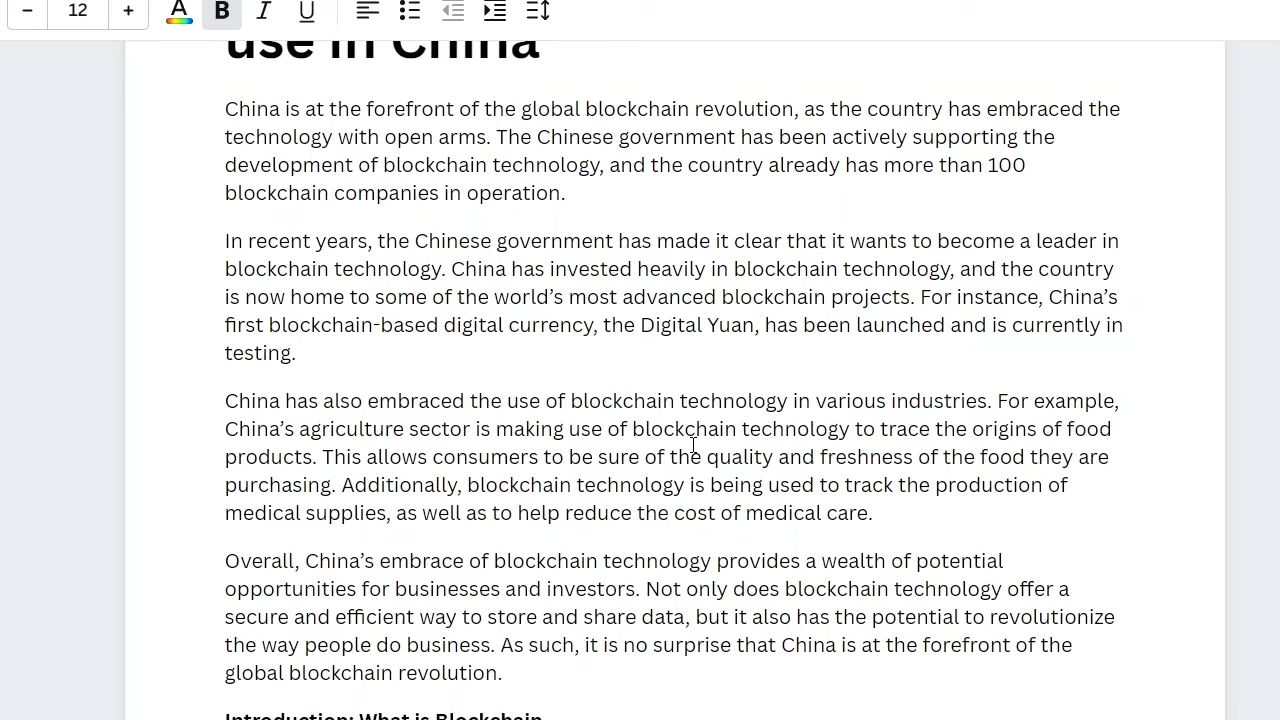 − 12 + A B I U
use in China
China is at the forefront of the global blockchain revolution, as the country has embraced the
technology with open arms. The Chinese government has been actively supporting the
development of blockchain technology, and the country already has more than 100
blockchain companies in operation.
In recent years, the Chinese government has made it clear that it wants to become a leader in
blockchain technology. China has invested heavily in blockchain technology, and the country
is now home to some of the world’s most advanced blockchain projects. For instance, China’s
first blockchain-based digital currency, the Digital Yuan, has been launched and is currently in
testing.
China has also embraced the use of blockchain technology in various industries. For example,
China’s agriculture sector is making use of blockchain technology to trace the origins of food
products. This allows consumers to be sure of the quality and freshness of the food they are
purchasing. Additionally, blockchain technology is being used to track the production of
medical supplies, as well as to help reduce the cost of medical care.
Overall, China’s embrace of blockchain technology provides a wealth of potential
opportunities for businesses and investors. Not only does blockchain technology offer a
secure and efficient way to store and share data, but it also has the potential to revolutionize
the way people do business. As such, it is no surprise that China is at the forefront of the
global blockchain revolution.
Introduction: What is Blockchain